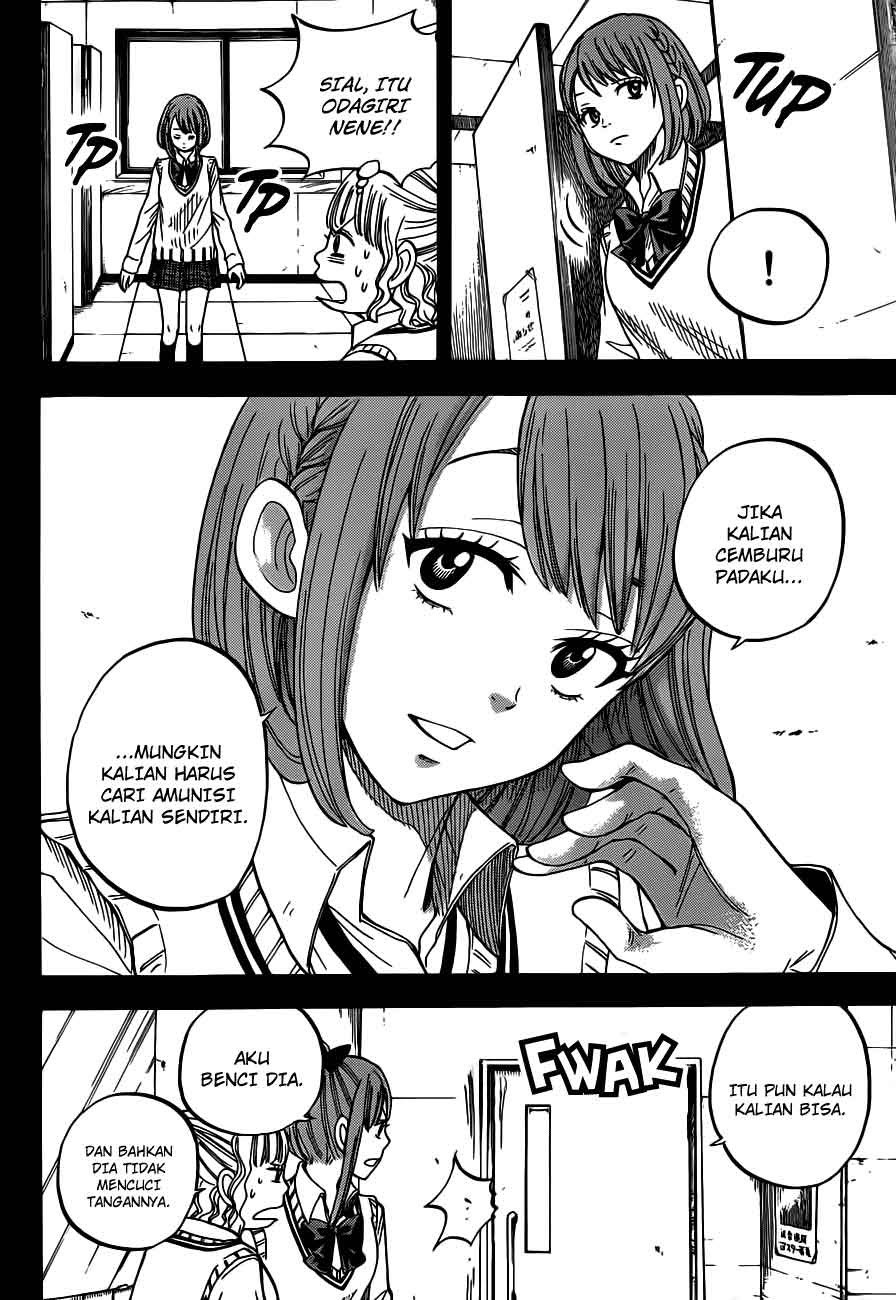 TUP
!
SIAL, ITU
ODAGIRI
NENE!!
TP
TP
JIKA
KALIAN
CEMBURU
PADAKU...
...MUNGKIN
KALIAN HARUS
CARI AMUNISI
KALIAN SENDIRI.
ITU PUN KALAU
KALIAN BISA.
FWAK
AKU
BENCI DIA.
DAN BAHKAN
DIA TIDAK
MENCUCI
TANGANNYA.